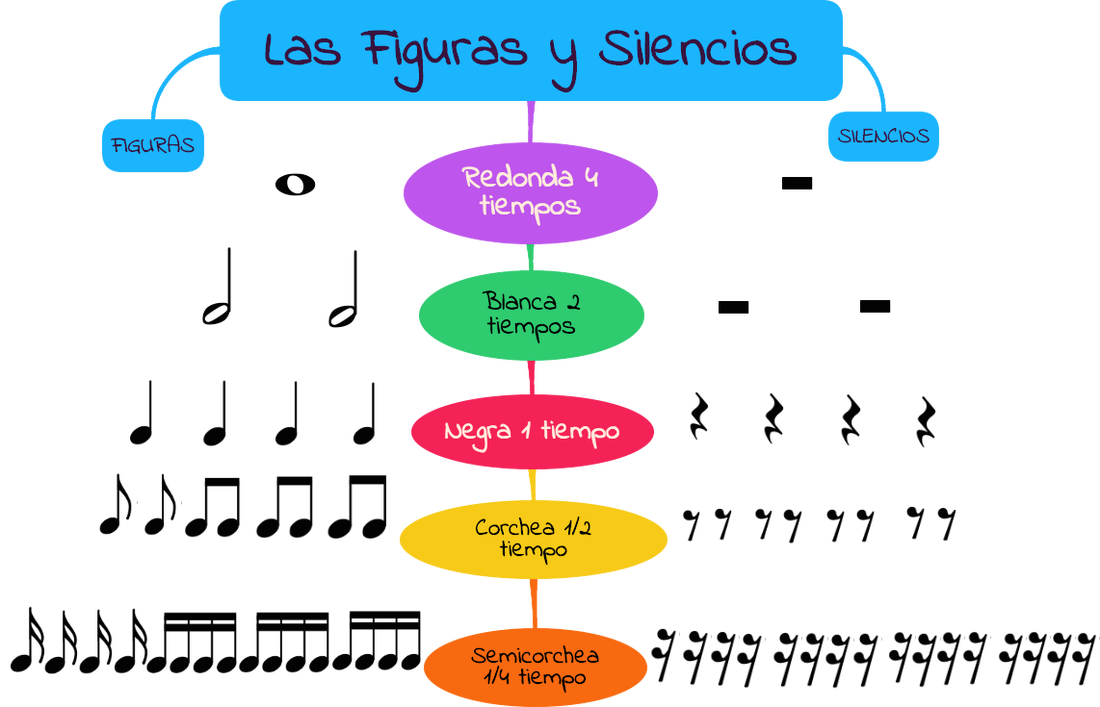 Las Figuras y Silencios
FIGURAS
SILENCIOS
Redonda 4
tiempos
Blanca 2
tiempos
Negra 1 tiempo
Corchea 1/2
tiempo
Semicorchea
1/4 tiempo